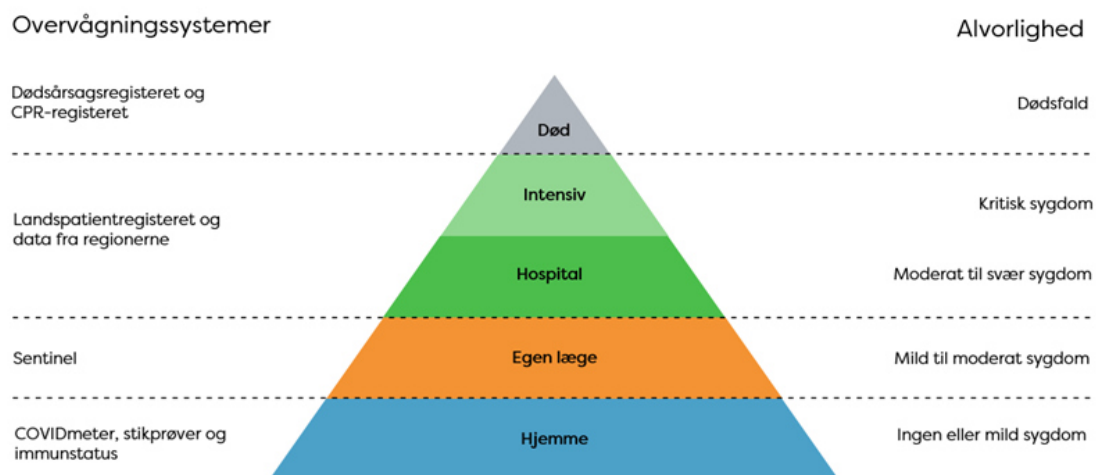 Overvågningssystemer
Alvorlighed
Dødsårsagsregisteret og
CPR-registeret
Død
Dødsfald
Landspatientregisteret og
data fra regionerne
Intensiv
Kritisk sygdom
Hospital
Moderat til svær sygdom
Sentinel
Egen læge
Mild til moderat sygdom
COVIDmeter, stikprøver og
immunstatus
Hjemme
Ingen eller mild sygdom